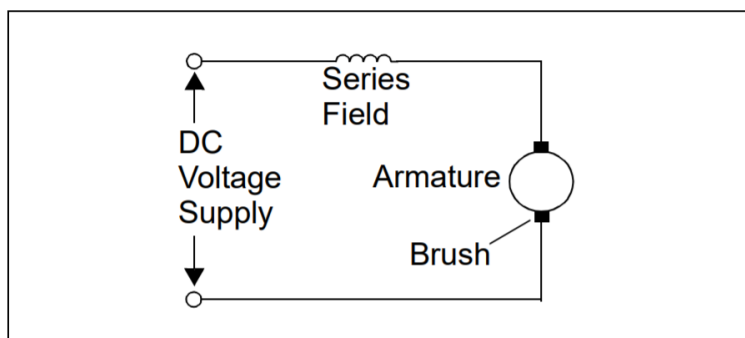 Series
Field
DC
Voltage
Supply
Armature
Brush